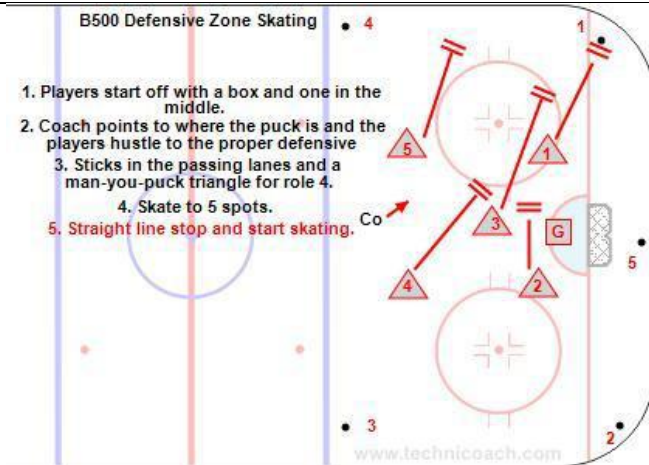 B500 Defensive Zone Skating
4
1
1. Players start off with a box and one in the
middle.
2. Coach points to where the puck is and the
players hustle to the proper defensive
3. Sticks in the passing lanes and a
man-you-puck triangle for role 4.
4. Skate to 5 spots.
5. Straight line stop and start skating.
Co
5
1
3
G
4
2
5
3
2
www.technicoach.com